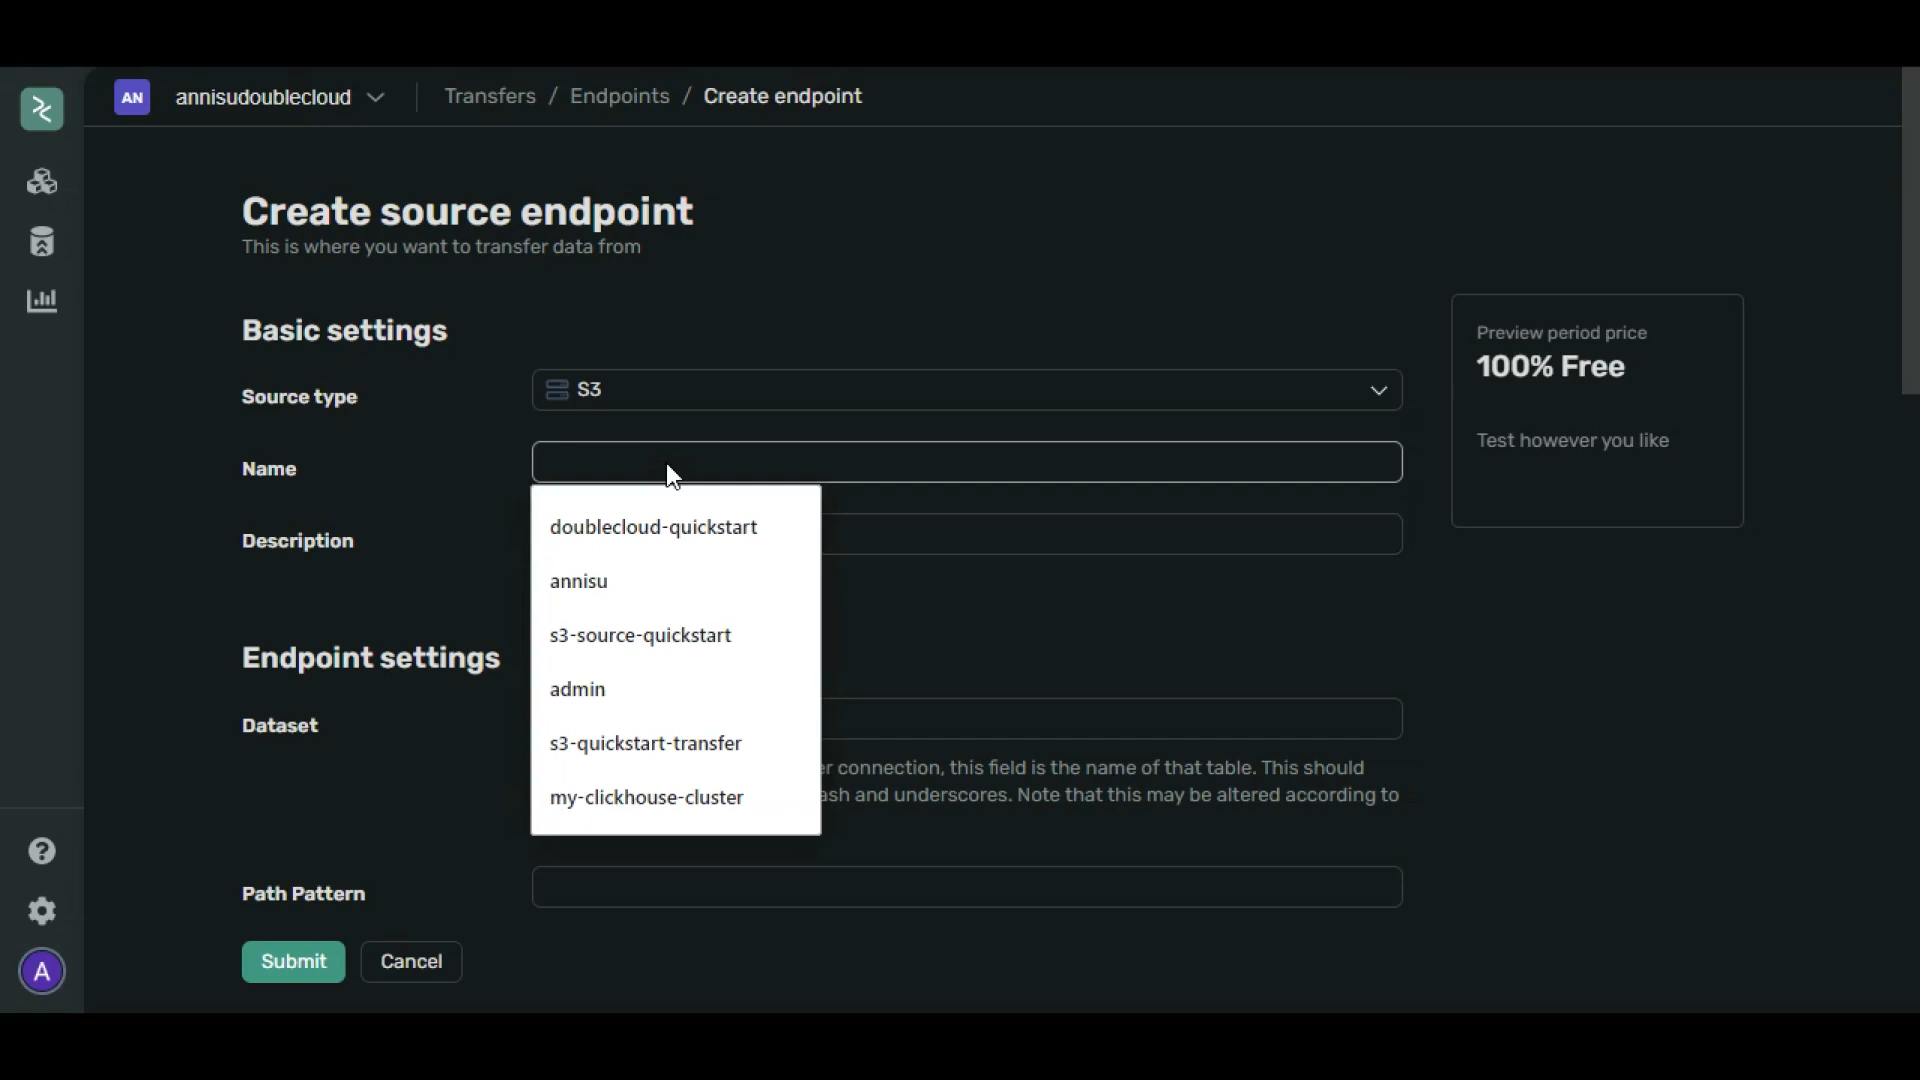 AN annisudoublecloud Transfers / Endpoints / Create endpoint
Create source endpoint
This is where you want to transfer data from
Basic settings
Source type S3
Name
Description
doublecloud-quickstart
annisu
s3-source-quickstart
admin
s3-quickstart-transfer
my-clickhouse-cluster
Endpoint settings
Dataset
connection, this field is the name of that table. This should
and underscores. Note that this may be altered according to
Path Pattern
Submit Cancel
Preview period price
100% Free
Test however you like
?
A